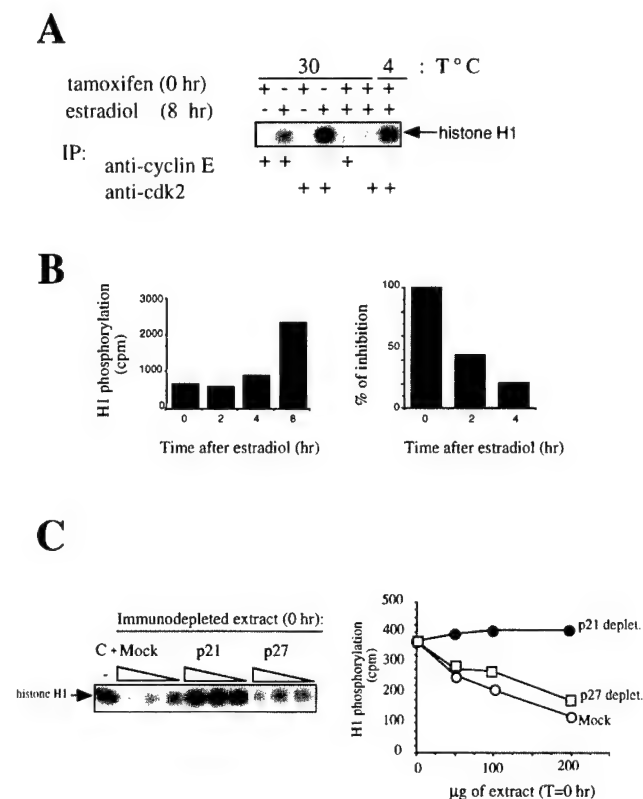 A
30 4 : T°C
tamoxifen (0 hr) + - + - + + +
estradiol (8 hr) - + - + + + +
histone H1
IP:
anti-cyclin E + + +
anti-cdk2 + + + +
B
H1 phosphorylation
(cpm)
3000
2000
1000
0
0 2 4 8
Time after estradiol (hr)
% of inhibition
100
50
0
0 2 4
Time after estradiol (hr)
C
Immunodepleted extract (0 hr):
C + Mock p21 p27
-
histone H1
H1 phosphorylation
(cpm)
500
400
300
200
100
0
p21 deplet.
p27 deplet.
Mock
0 100 200
µg of extract (T=0 hr)